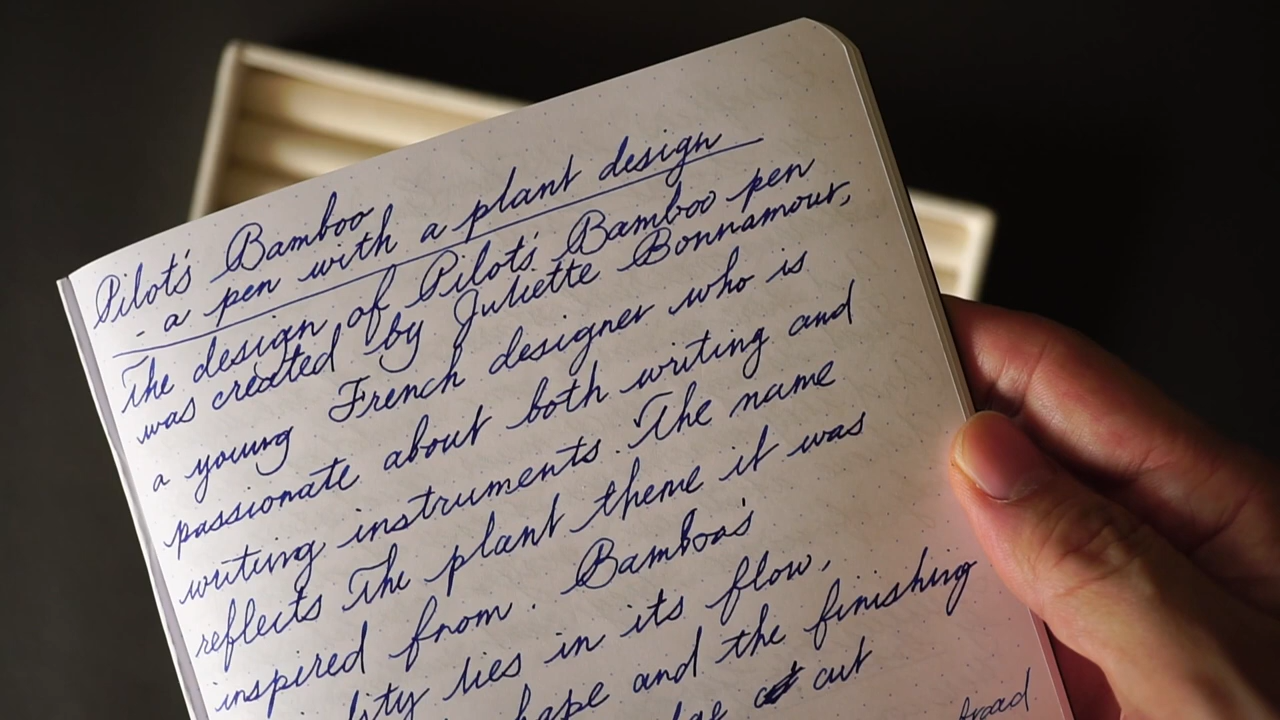 Pilot's Bamboo
- a pen with a plant design
The design of Pilot's Bamboo pen
was created by Juliette Bonnamour,
a young French designer who is
passionate about both writing and
writing instruments. The name
reflects The plant theme it was
inspired from. Bamboo's
lies in its flow,
and the finishing
cut